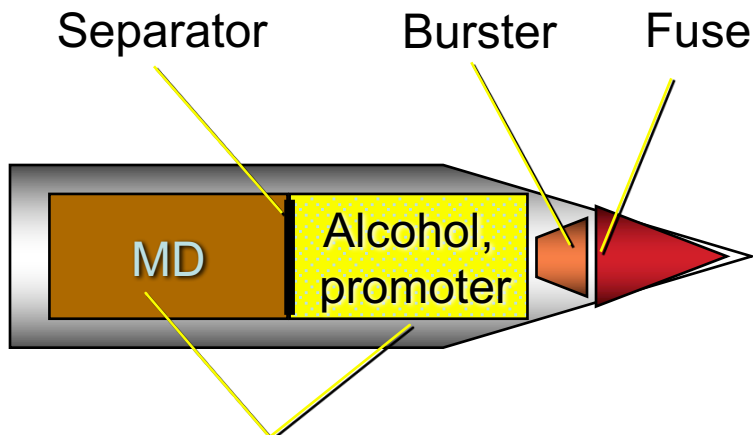 Separator
Burster
Fuse
MD
Alcohol,
promoter